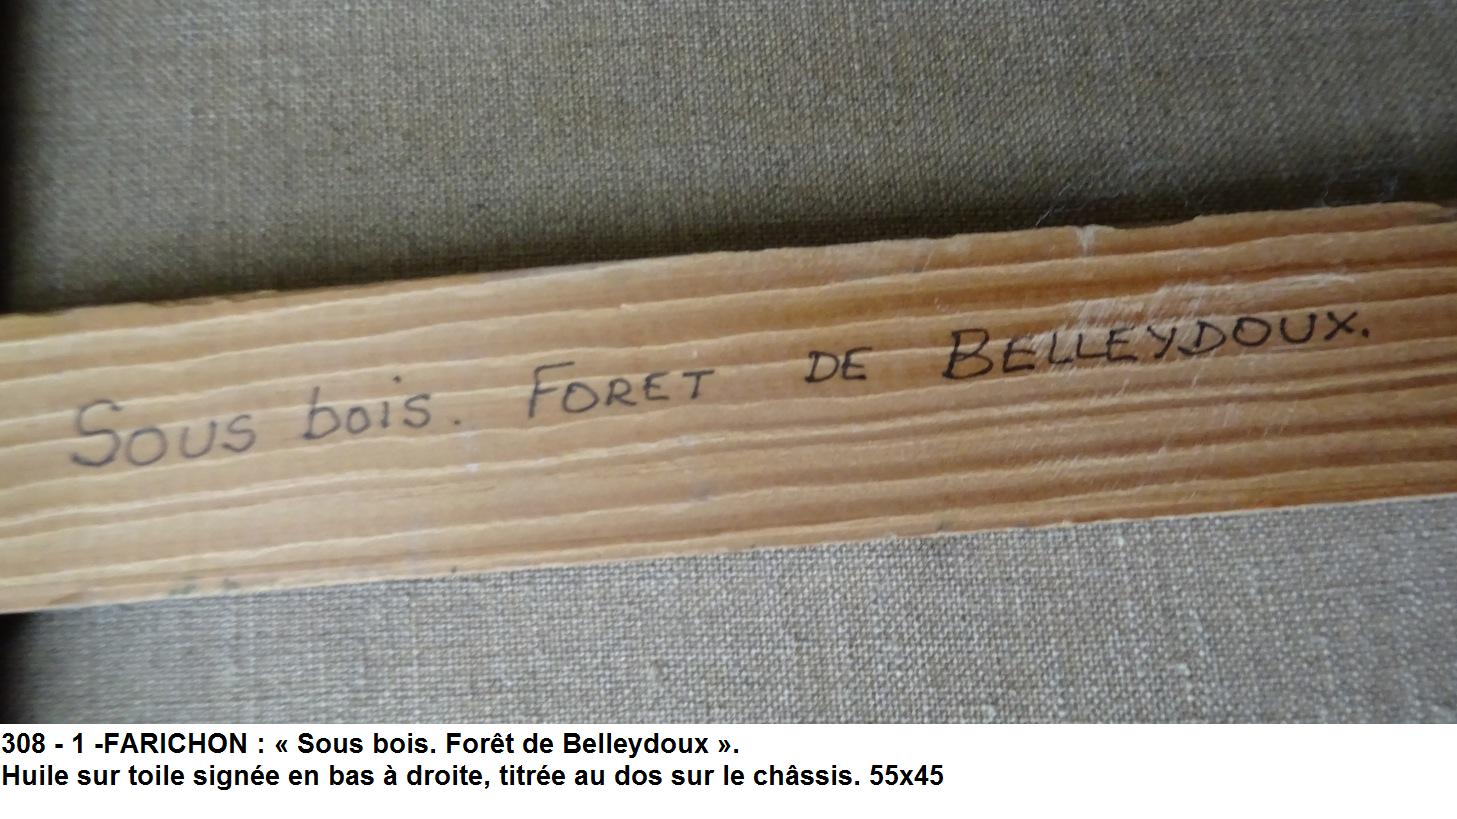 Sous bois. FORET DE BELLEYDOUX.
308 - 1 -FARICHON : « Sous bois. Forêt de Belleydoux ».
Huile sur toile signée en bas à droite, titrée au dos sur le châssis. 55x45